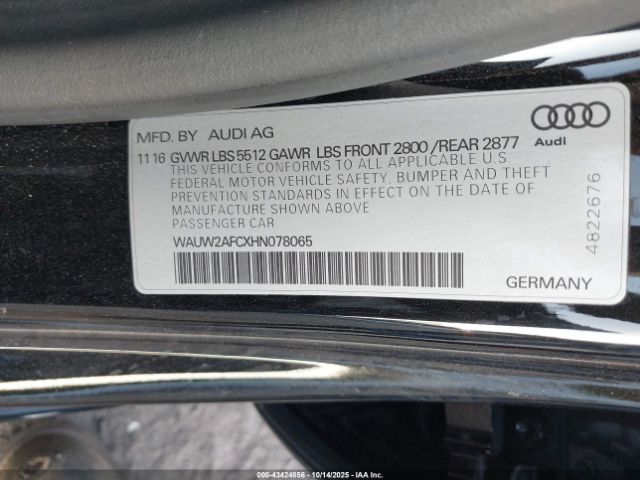 MFD. BY AUDI AG
Audi
11 16 GVWR LBS 5512 GAWR LBS FRONT 2800 /REAR 2877
THIS VEHICLE CONFORMS TO ALL APPLICABLE U.S.
FEDERAL MOTOR VEHICLE SAFETY, BUMPER AND THEFT
PREVENTION STANDARDS IN EFFECT ON THE DATE OF
MANUFACTURE SHOWN ABOVE
PASSENGER CAR
WAUW2AFCXHN078065
4822676
GERMANY
000-43424856 | 10/14/2025 | IAA Inc.